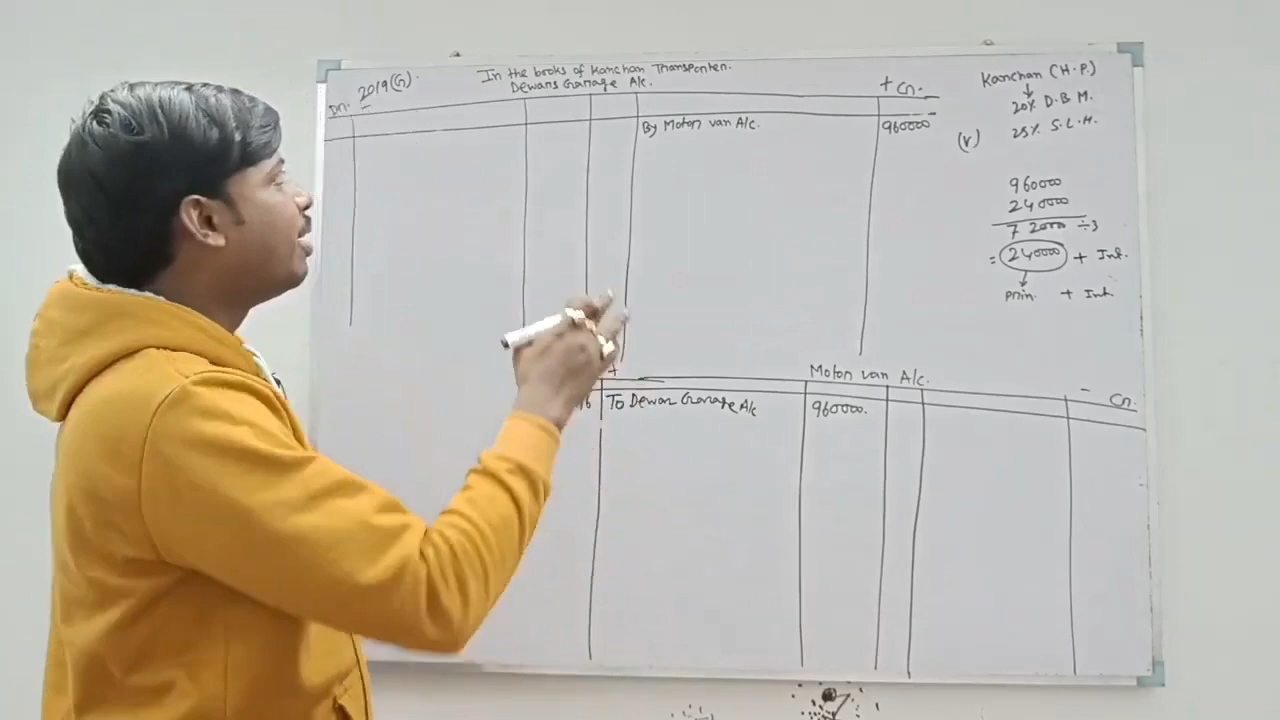 2019(G).
In the books of Kanchan Transporter.
Dewans Garage A/c.
Dr.
+ Cr.
By Motor van A/c.
960000
Kanchan (H.P.)
20% D.B M.
(V) 25% S.L.M.
960000
240000
72000 ÷3
= 240000 + Int.
prin. + Int
+
Motor van A/c.
- Cr.
To Dewan Garage A/c
960000.